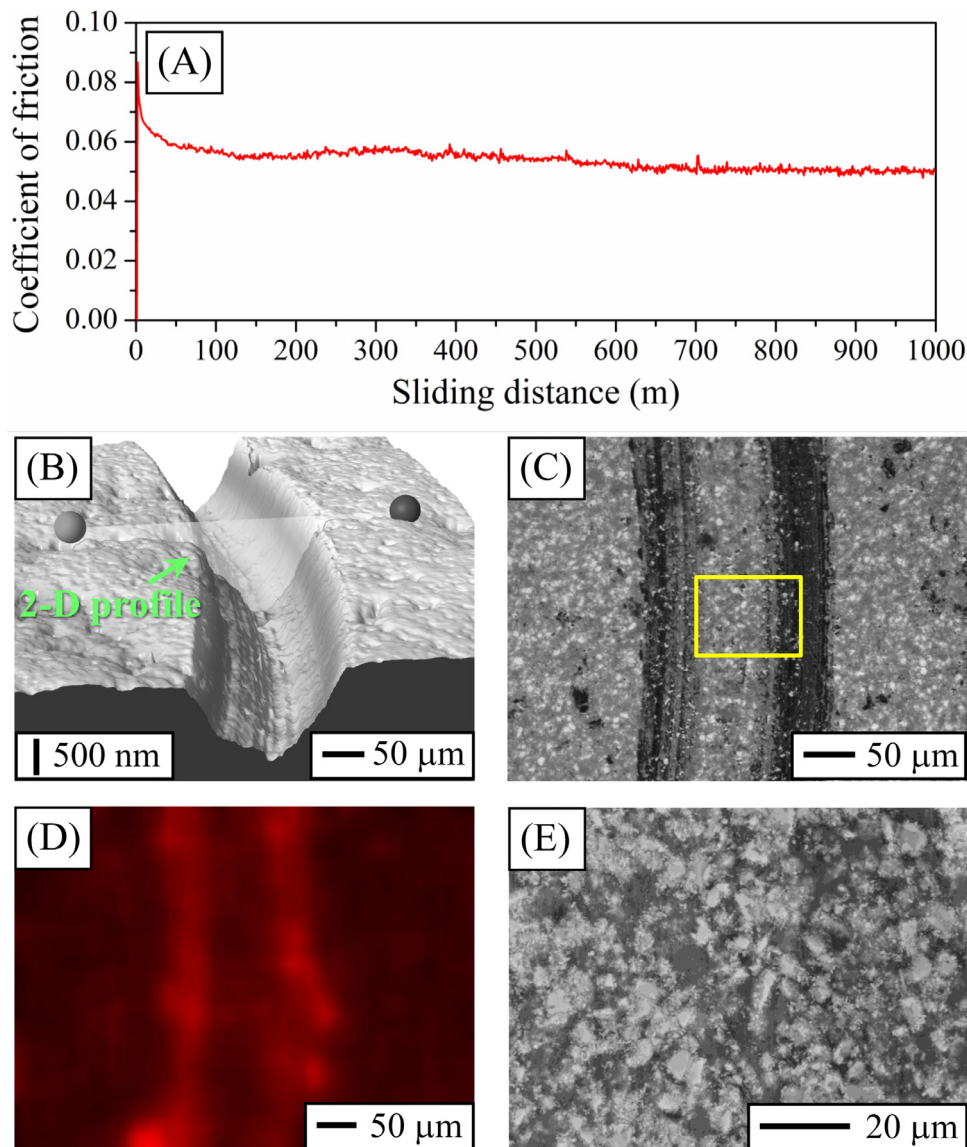 (A)
Coefficient of friction
0.10
0.08
0.06
0.04
0.02
0.00
0 100 200 300 400 500 600 700 800 900 1000
Sliding distance (m)
(B)
2-D profile
500 nm
50 µm
(C)
50 µm
(D)
50 µm
(E)
20 µm